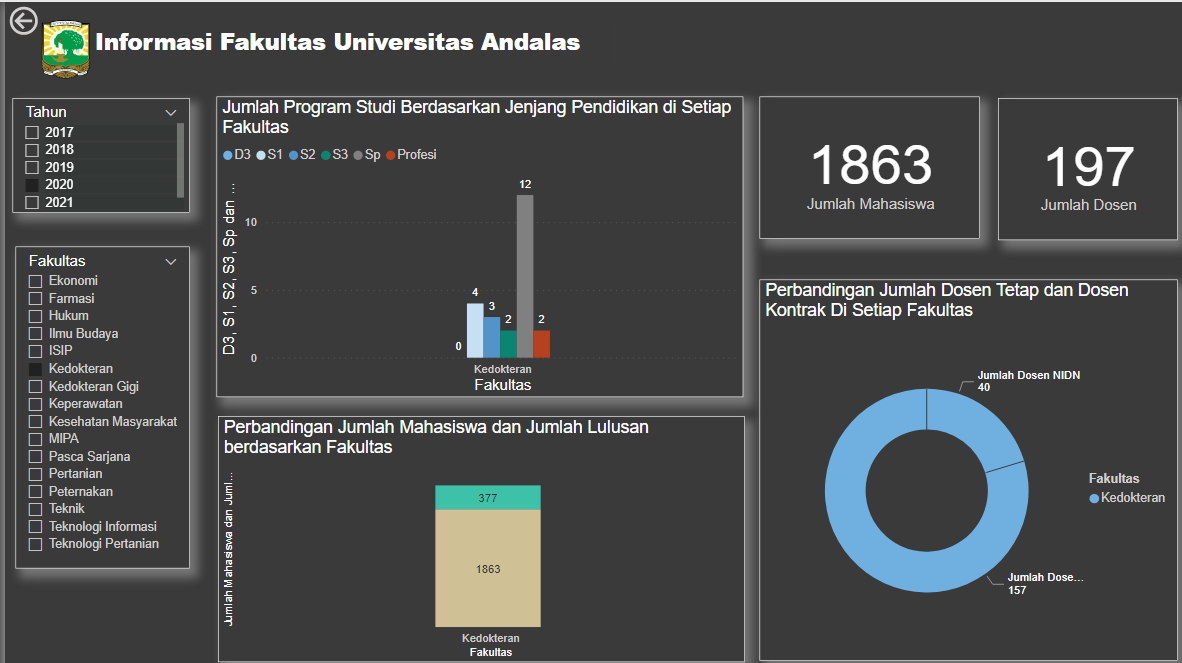 Informasi Fakultas Universitas Andalas
Tahun
2017
2018
2019
2020
2021
Fakultas
Ekonomi
Farmasi
Hukum
Ilmu Budaya
ISIP
Kedokteran
Kedokteran Gigi
Keperawatan
Kesehatan Masyarakat
MIPA
Pasca Sarjana
Pertanian
Peternakan
Teknik
Teknologi Informasi
Teknologi Pertanian
Jumlah Program Studi Berdasarkan Jenjang Pendidikan di Setiap
Fakultas
D3 S1 S2 S3 Sp Profesi
D3, S1, S2, S3, Sp dan ...
10
5
0
0
4
3
2
12
2
Kedokteran
Fakultas
Perbandingan Jumlah Mahasiswa dan Jumlah Lulusan
berdasarkan Fakultas
Jumlah Mahasiswa dan Juml...
377
1863
Kedokteran
Fakultas
1863
Jumlah Mahasiswa
197
Jumlah Dosen
Perbandingan Jumlah Dosen Tetap dan Dosen
Kontrak Di Setiap Fakultas
Jumlah Dosen NIDN
40
Jumlah Dose...
157
Fakultas
Kedokteran